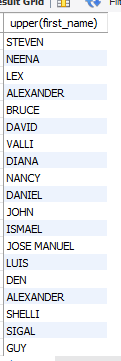 esult Grid
Filt
upper(first_name)
STEVEN
NEENA
LEX
ALEXANDER
BRUCE
DAVID
VALLI
DIANA
NANCY
DANIEL
JOHN
ISMAEL
JOSE MANUEL
LUIS
DEN
ALEXANDER
SHELLI
SIGAL
GUY